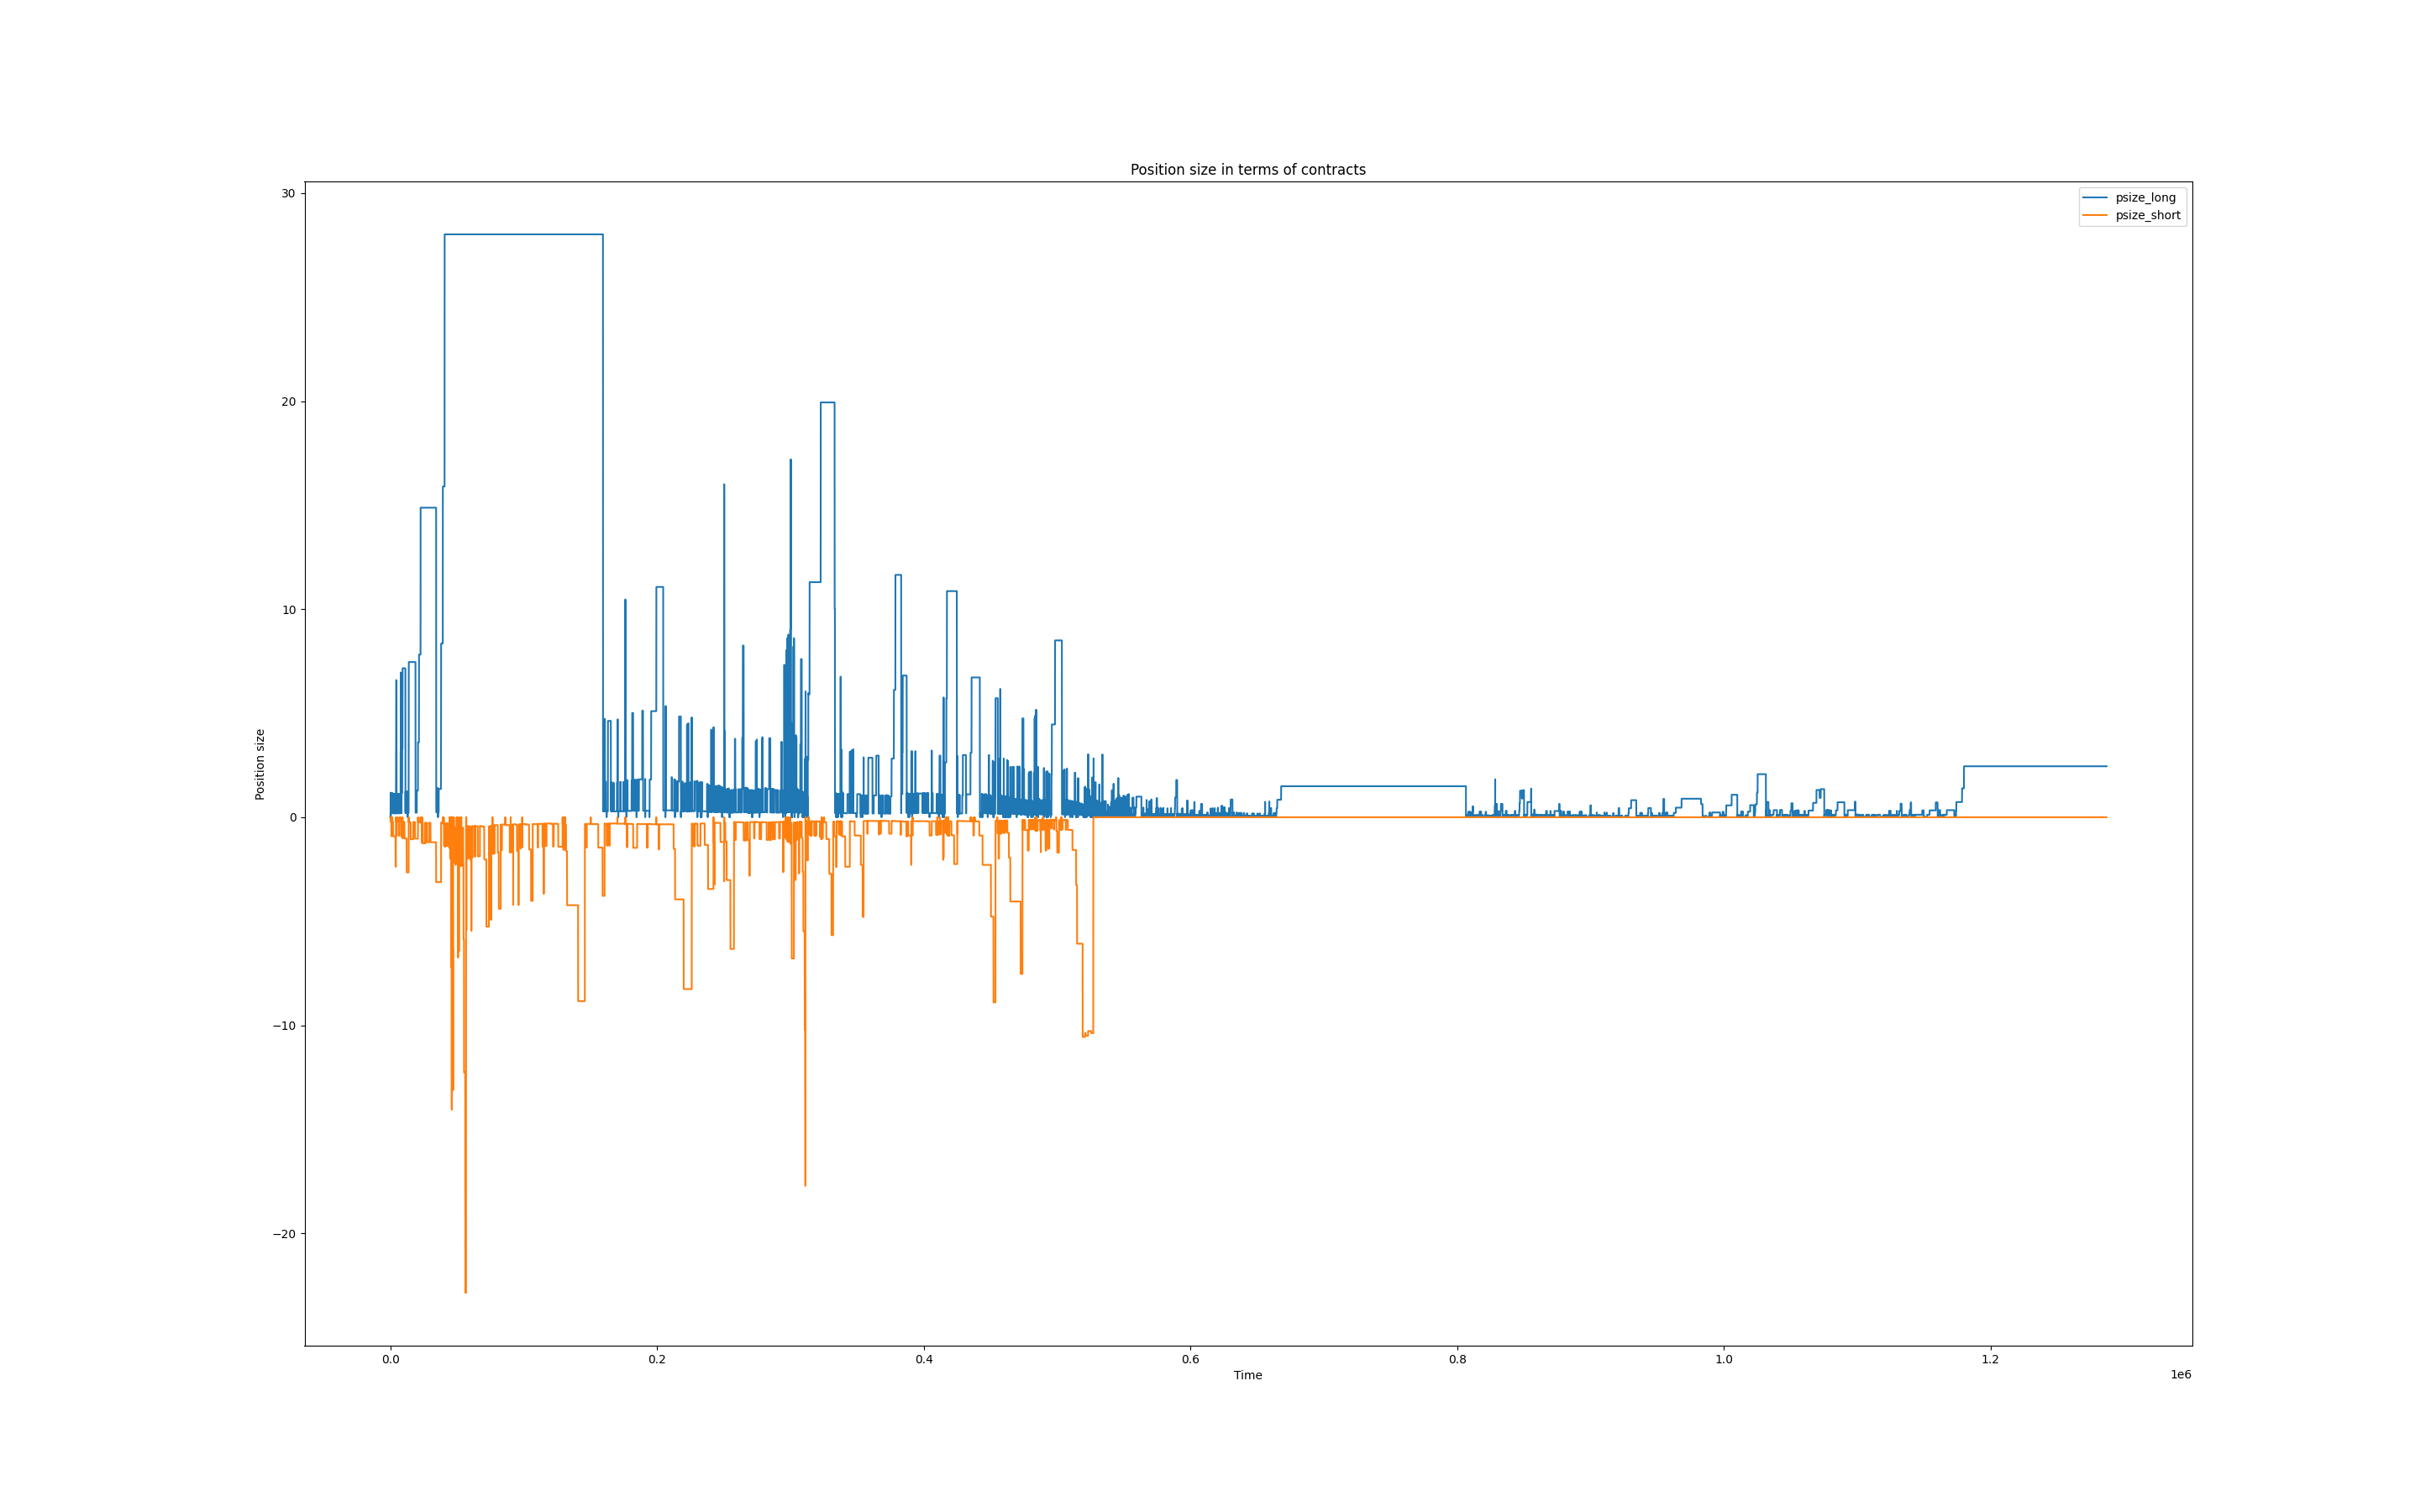 Position size in terms of contracts
psize_long
psize_short
Position size
30
20
10
0
−10
−20
0.0 0.2 0.4 0.6 0.8 1.0 1.2
1e6
Time